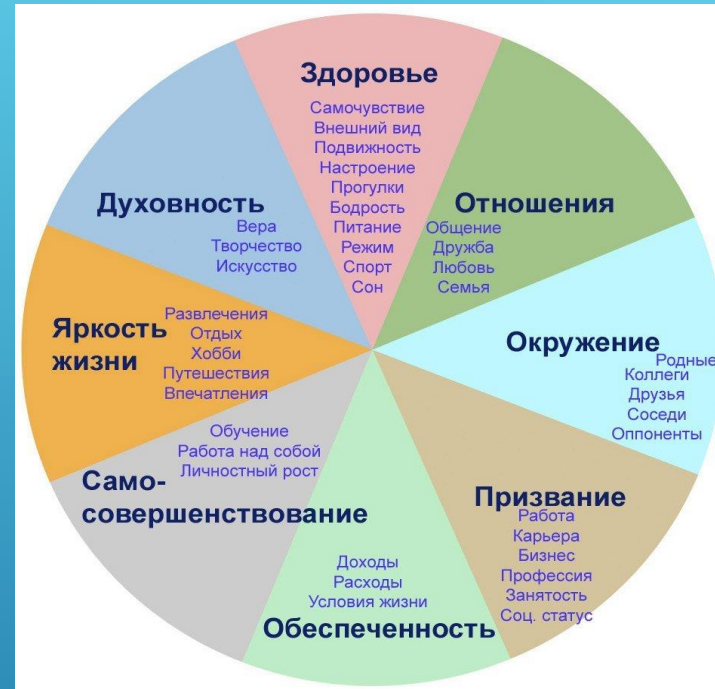 Здоровье
Самочувствие
Внешний вид
Подвижность
Настроение
Прогулки
Бодрость
Питание
Режим
Спорт
Сон
Отношения
Общение
Дружба
Любовь
Семья
Окружение
Родные
Коллеги
Друзья
Соседи
Оппоненты
Призвание
Работа
Карьера
Бизнес
Профессия
Занятость
Соц. статус
Доходы
Расходы
Условия жизни
Обеспеченность
Обучение
Работа над собой
Личностный рост
Само-
совершенствование
Яркость
жизни
Развлечения
Отдых
Хобби
Путешествия
Впечатления
Духовность
Вера
Творчество
Искусство